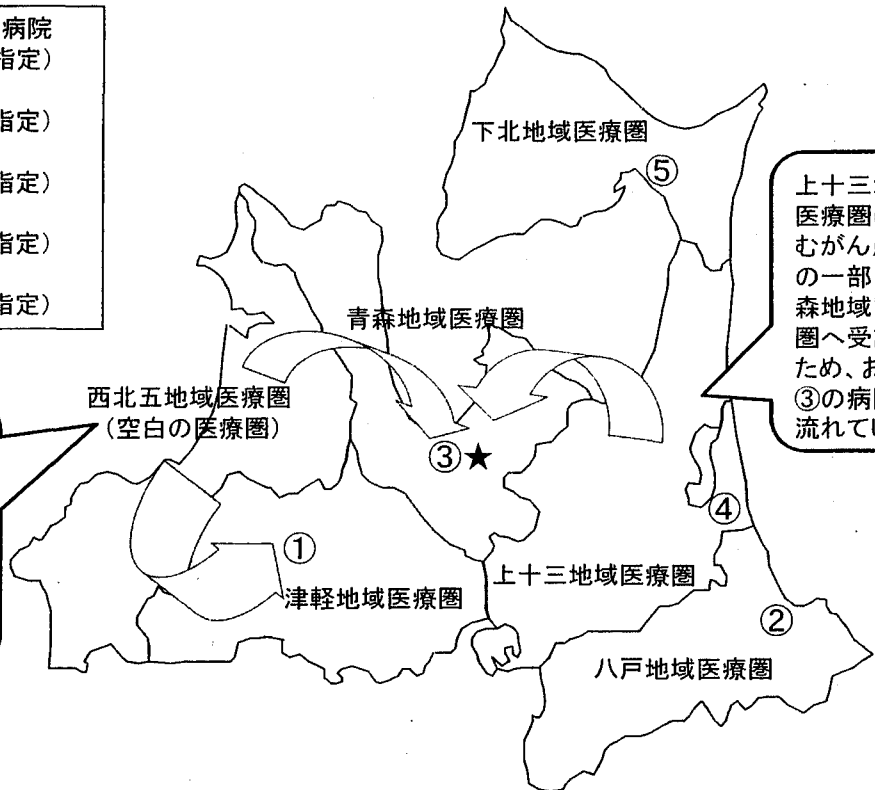 病院
指定）
指定）
指定）
指定）
指定）
下北地域医療圏
⑤
上十三
医療圏
むがん
の一部
森地域
圏へ受
ため、お
③の病
流れてい
青森地域医療圏
西北五地域医療圏
（空白の医療圏）
③★
④
①
上十三地域医療圏
津軽地域医療圏
②
八戸地域医療圏